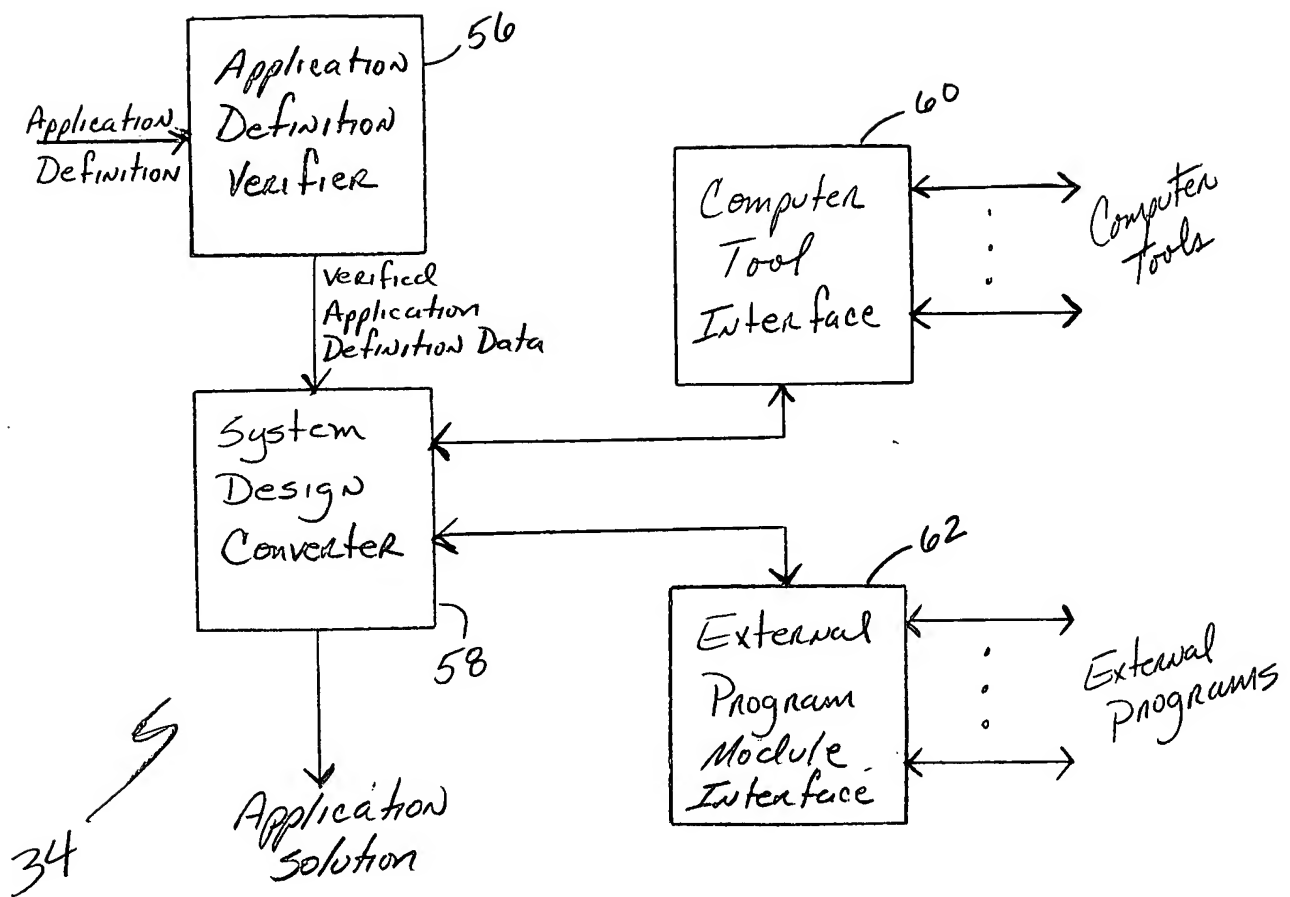 56
Application
Definition
Verifier
Application
Definition
Verified
Application
Definition Data
60
Computer
Tool
Interface
Computer
Tools
System
Design
Converter
58
62
External
Program
Module
Interface
External
Programs
Application
Solution
34